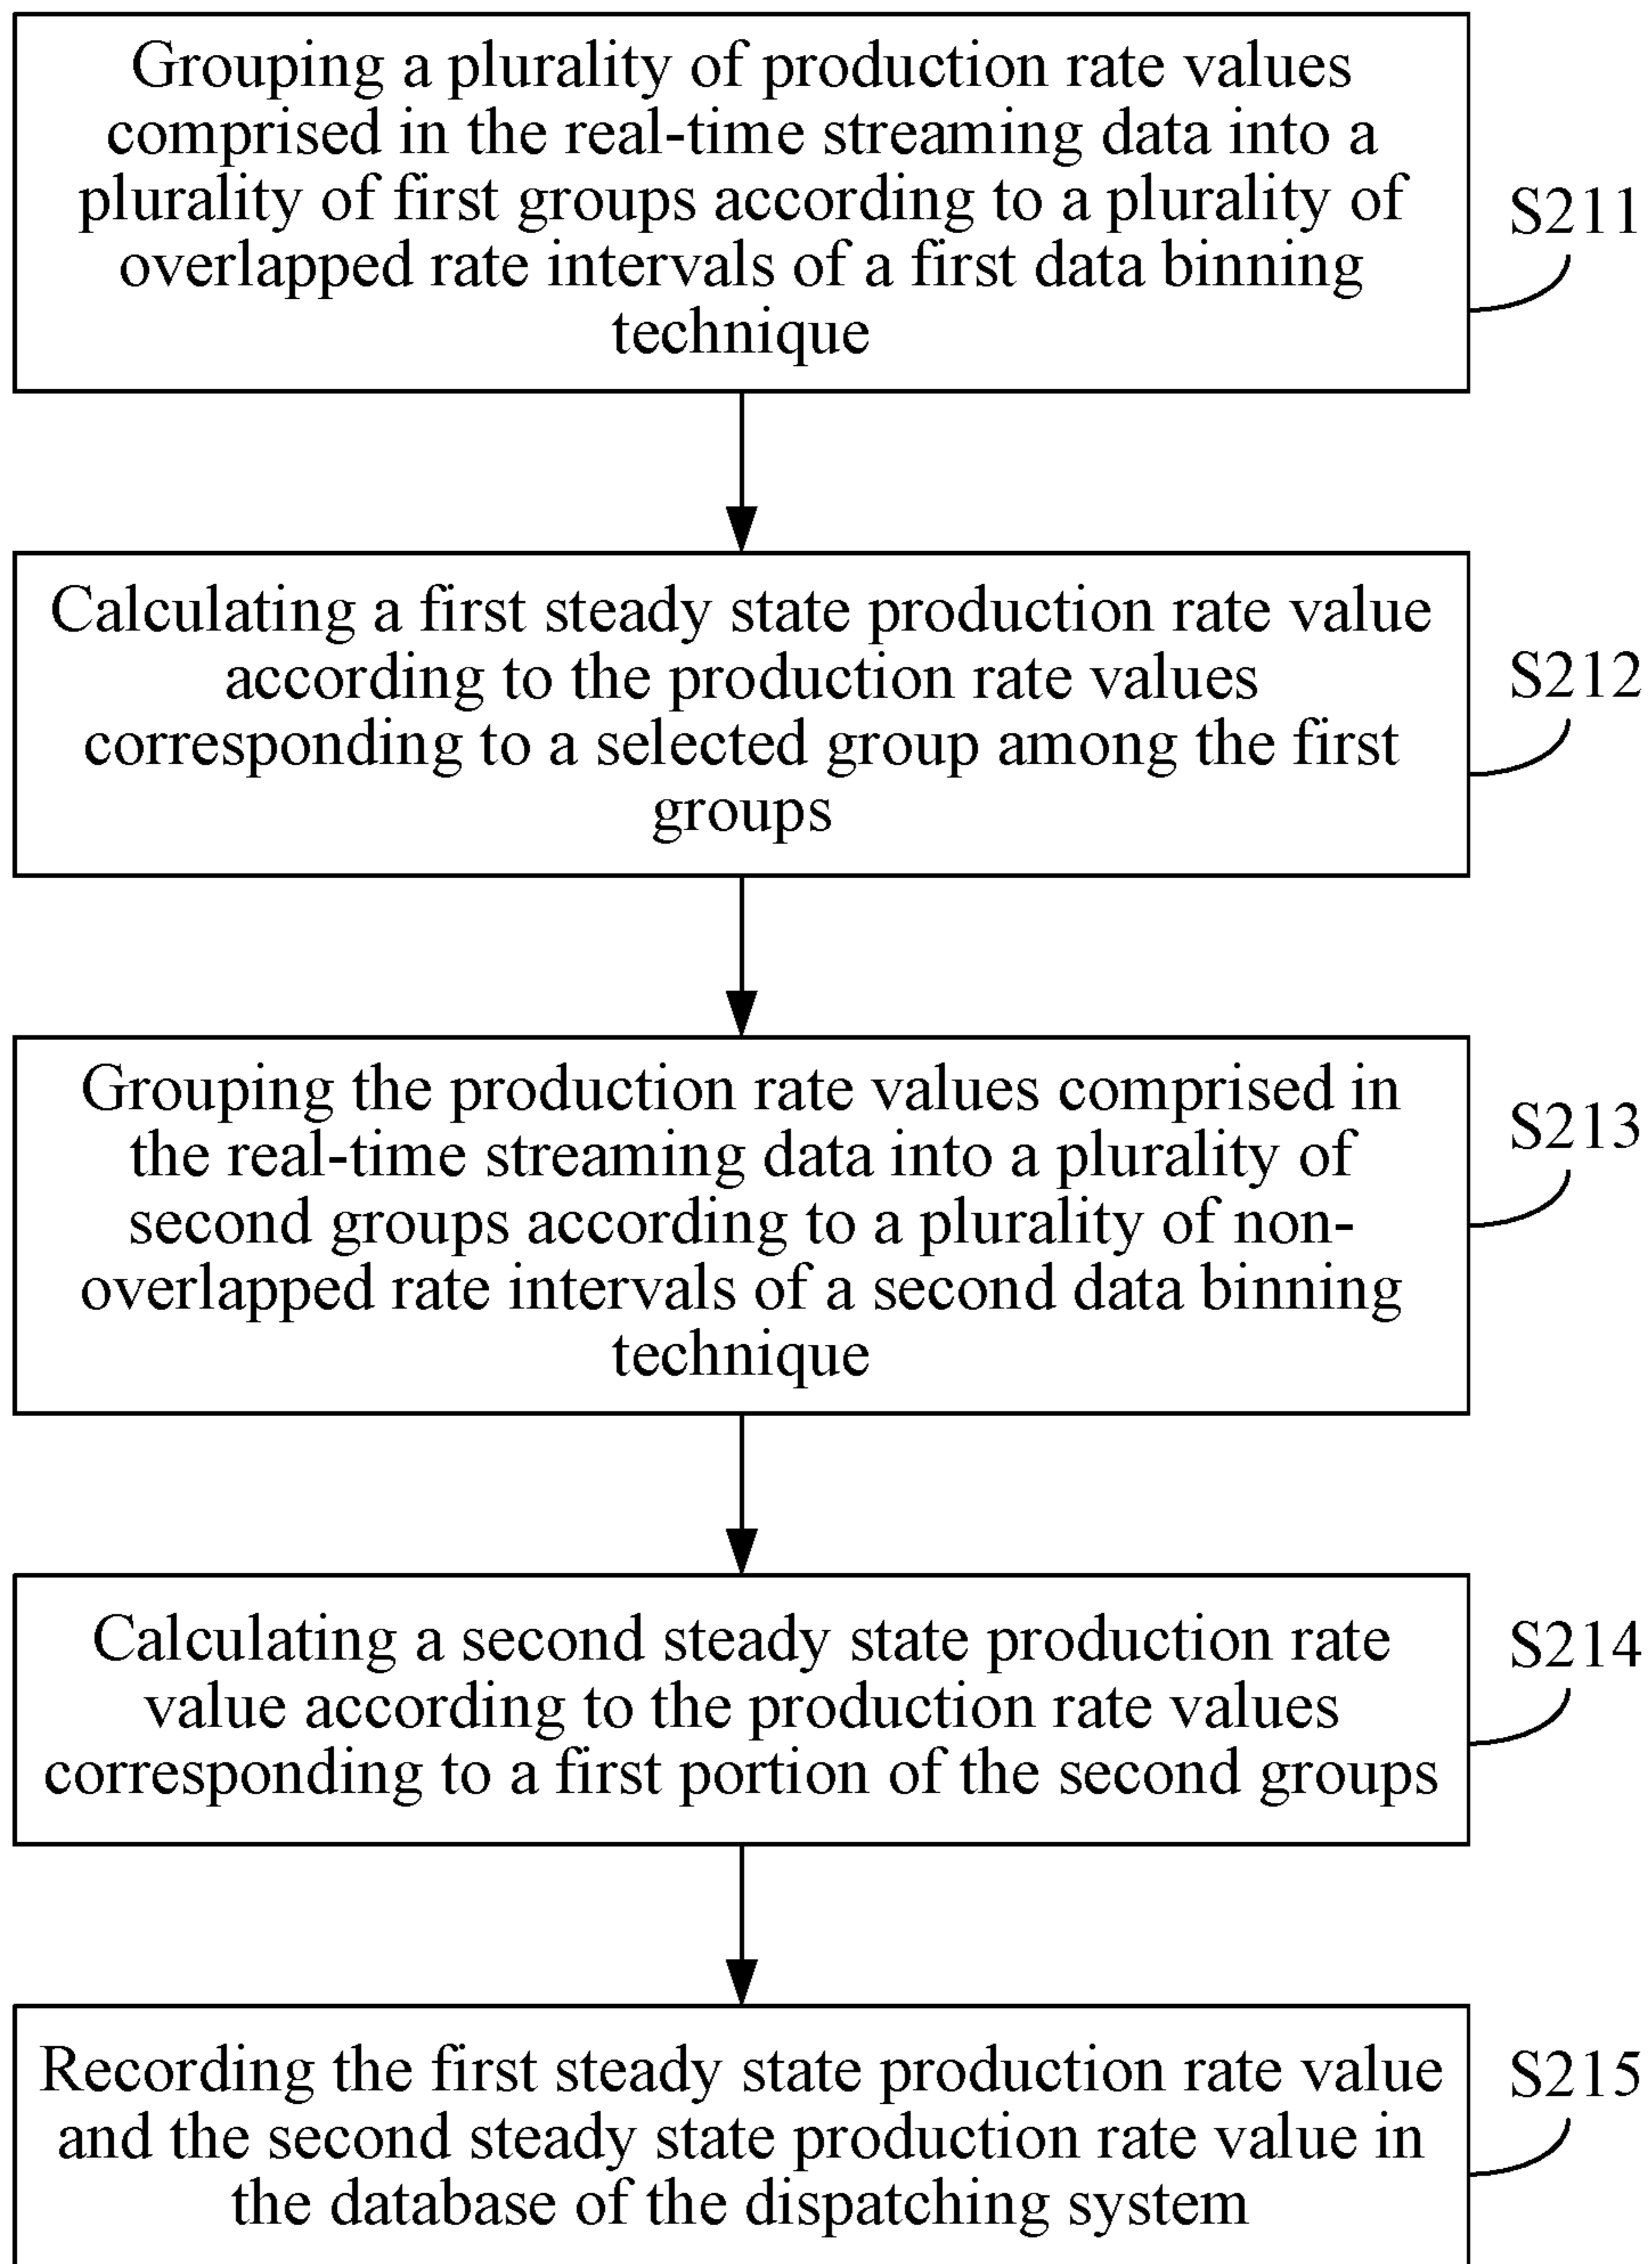 Grouping a plurality of production rate values
comprised in the real-time streaming data into a
plurality of first groups according to a plurality of
overlapped rate intervals of a first data binning
technique
S211
Calculating a first steady state production rate value
according to the production rate values
corresponding to a selected group among the first
groups
S212
Grouping the production rate values comprised in
the real-time streaming data into a plurality of
second groups according to a plurality of non-
overlapped rate intervals of a second data binning
technique
S213
Calculating a second steady state production rate
value according to the production rate values
corresponding to a first portion of the second groups
S214
Recording the first steady state production rate value
and the second steady state production rate value in
the database of the dispatching system
S215